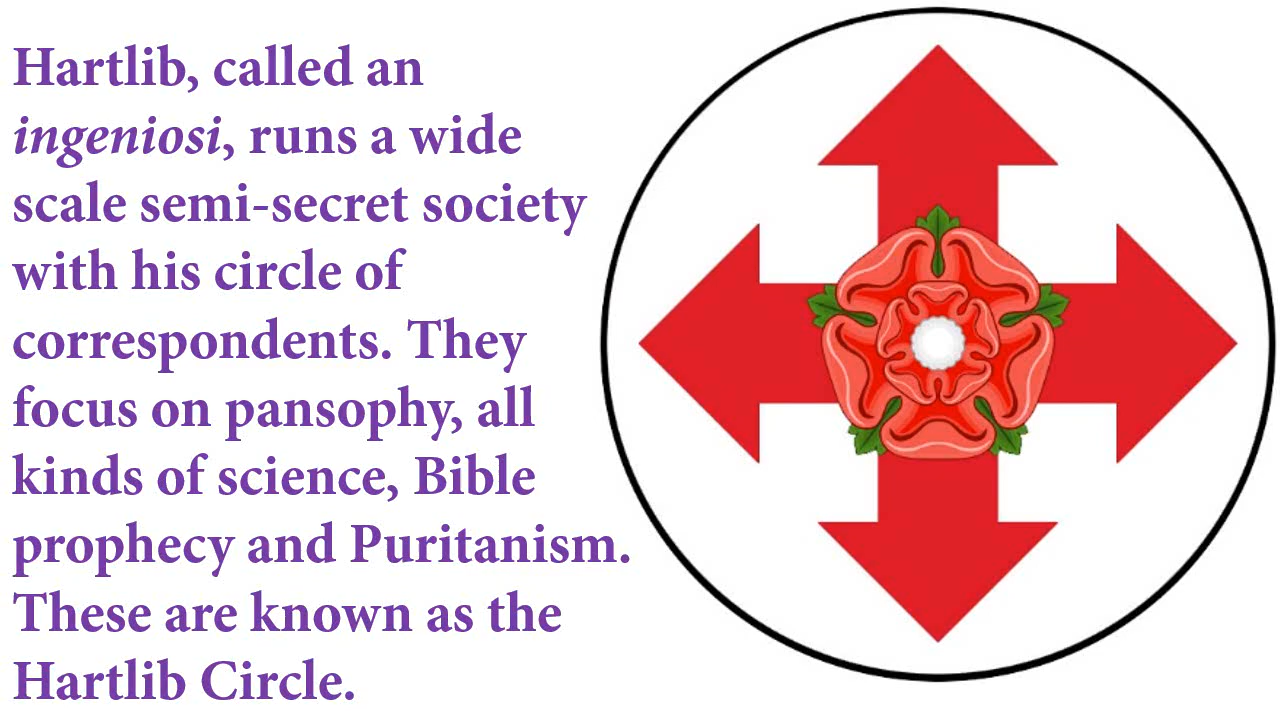 Hartlib, called an
ingeniosi, runs a wide
scale semi-secret society
with his circle of
correspondents. They
focus on pansophy, all
kinds of science, Bible
prophecy and Puritanism.
These are known as the
Hartlib Circle.